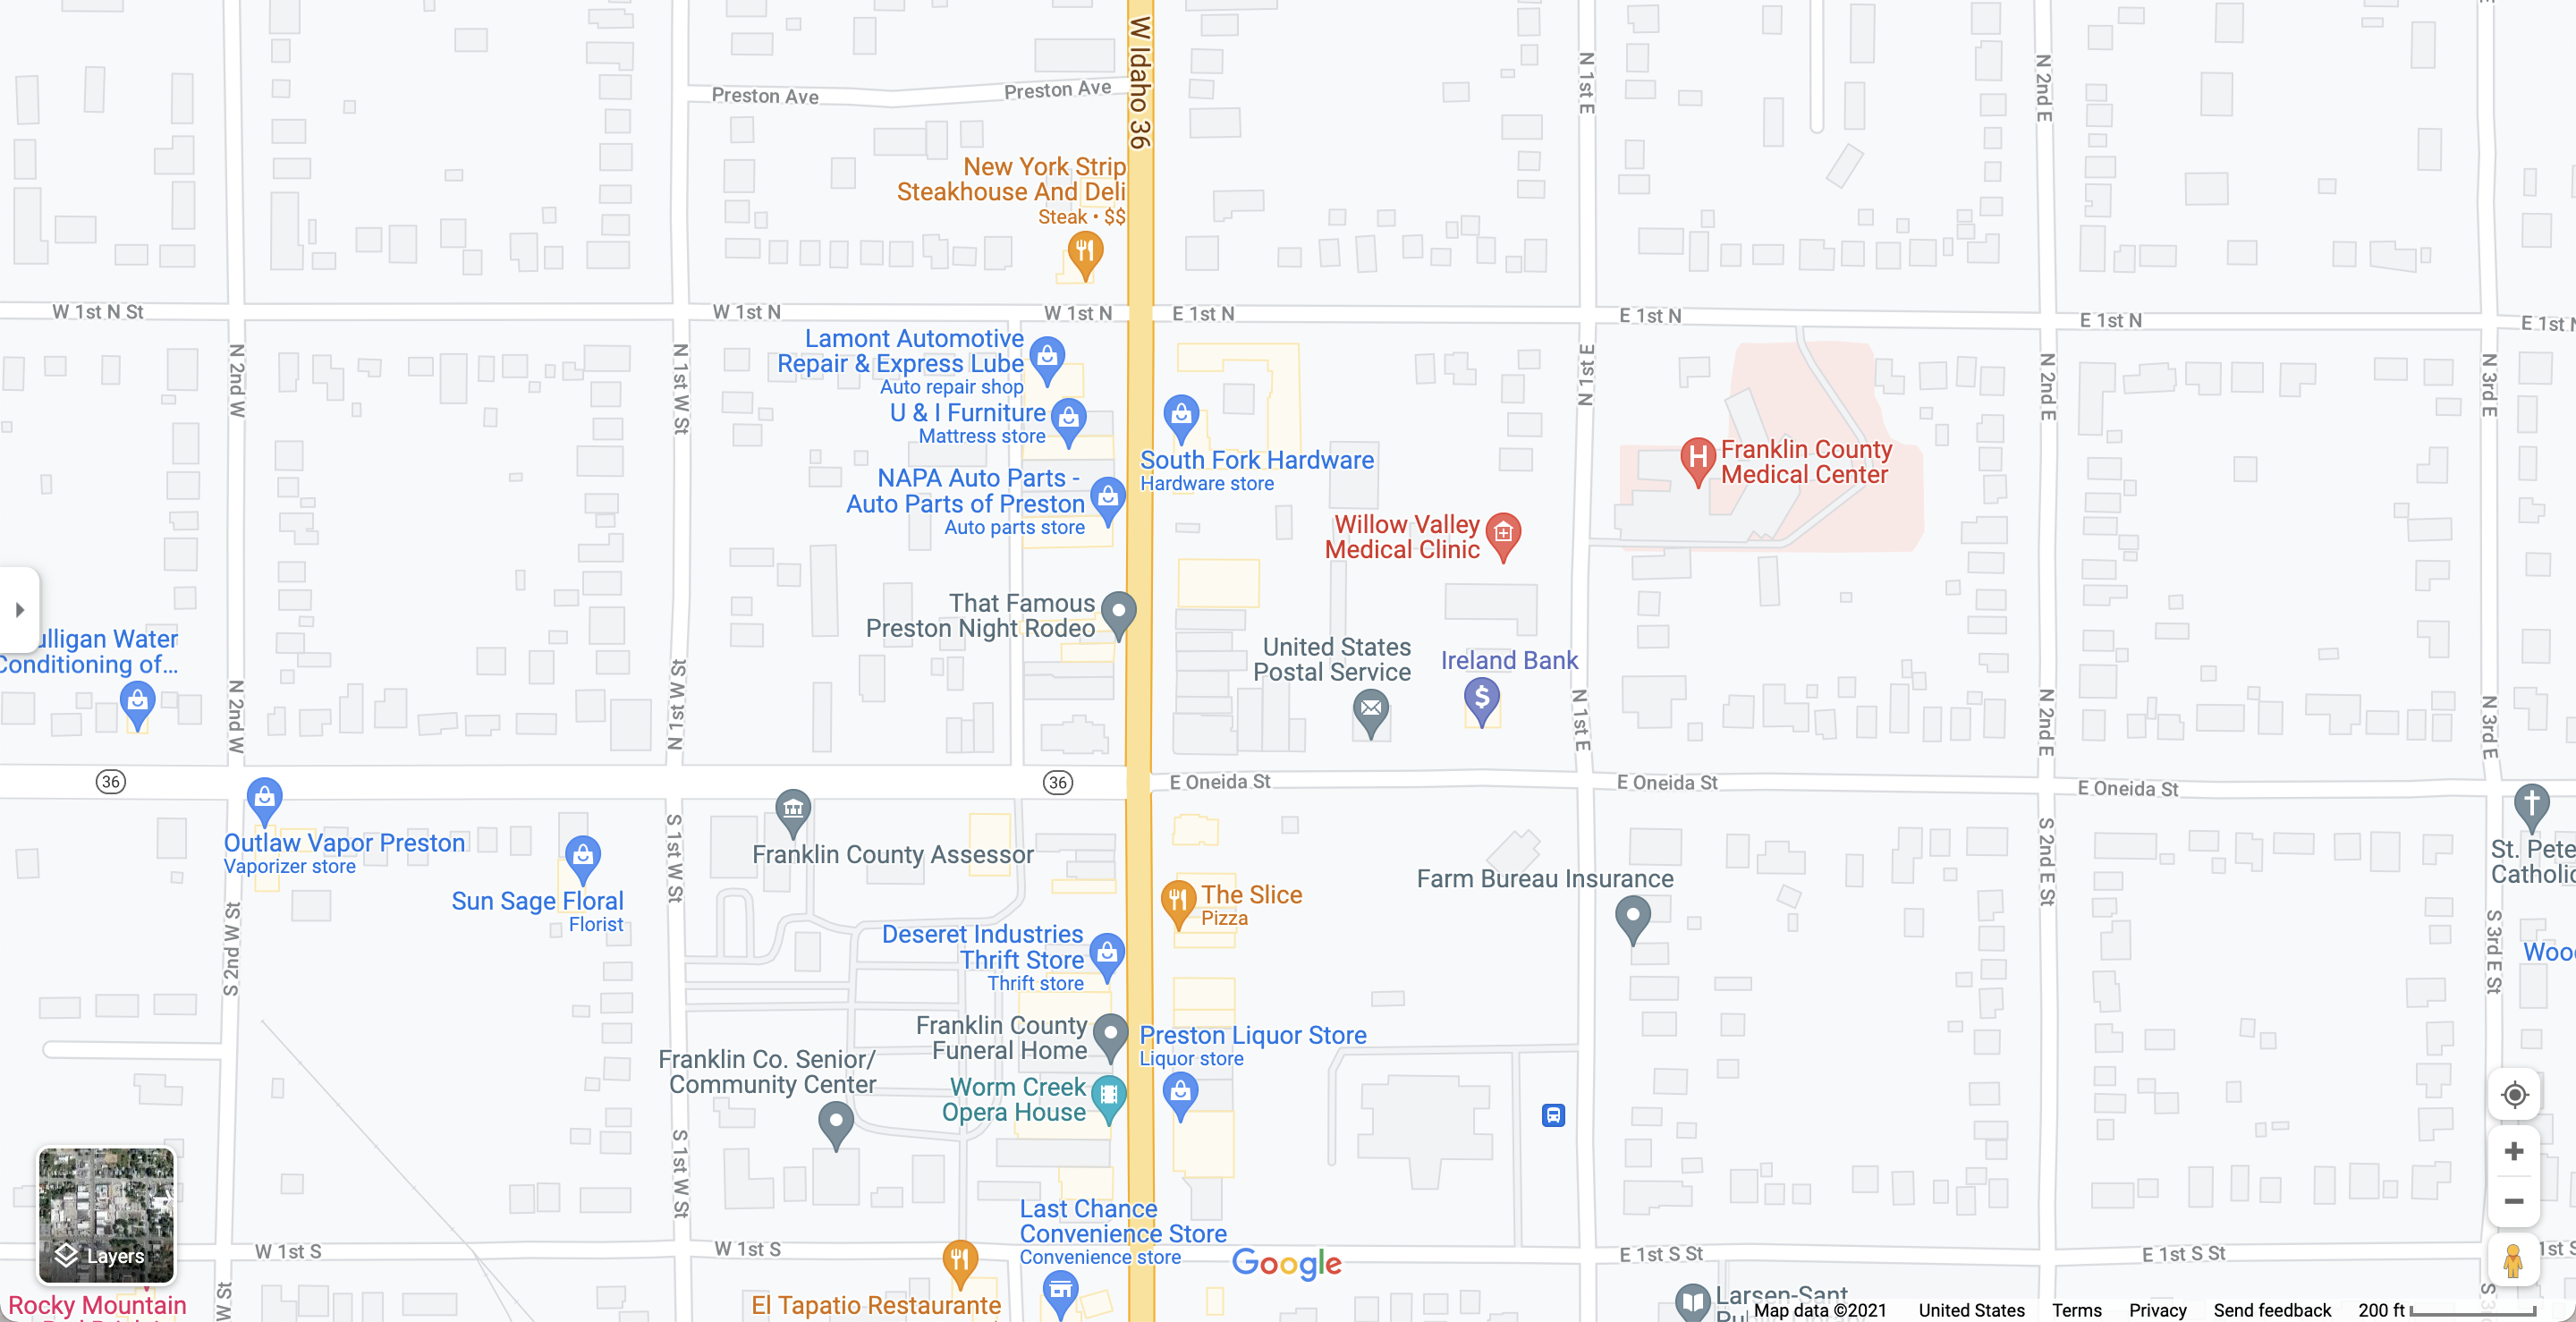 W Idaho 36
N 1st E
N 2nd E
Preston Ave
Preston Ave
New York Strip
Steakhouse And Deli
Steak • $$
W 1st N St
W 1st N
W 1st N
E 1st N
E 1st N
E 1st N
E 1st N
Lamont Automotive
Repair & Express Lube
Auto repair shop
N 2nd W
N 1st W St
N 1st E
N 2nd E
N 3rd E
U & I Furniture
Mattress store
South Fork Hardware
Hardware store
Franklin County
Medical Center
NAPA Auto Parts -
Auto Parts of Preston
Auto parts store
Willow Valley
Medical Clinic
That Famous
Preston Night Rodeo
ulligan Water
Conditioning of...
United States
Postal Service
Ireland Bank
N 2nd W
N 1st W St
N 1st E
N 2nd E
N 3rd E
36
36
E Oneida St
E Oneida St
E Oneida St
Outlaw Vapor Preston
Vaporizer store
Franklin County Assessor
Sun Sage Floral
Florist
S 1st W St
S 2nd W St
The Slice
Pizza
Farm Bureau Insurance
S 2nd E St
S 3rd E St
St. Pete
Catholic
Woo
Deseret Industries
Thrift Store
Thrift store
Franklin County
Funeral Home
Preston Liquor Store
Liquor store
Franklin Co. Senior/
Community Center
Worm Creek
Opera House
S 1st W St
Last Chance
Convenience Store
Convenience store
W 1st S
W 1st S
E 1st S St
E 1st S St
1st S
Layers
Google
El Tapatio Restaurante
Rocky Mountain
W St
Larsen-Sant
Map data ©2021 United States Terms Privacy Send feedback 200 ft